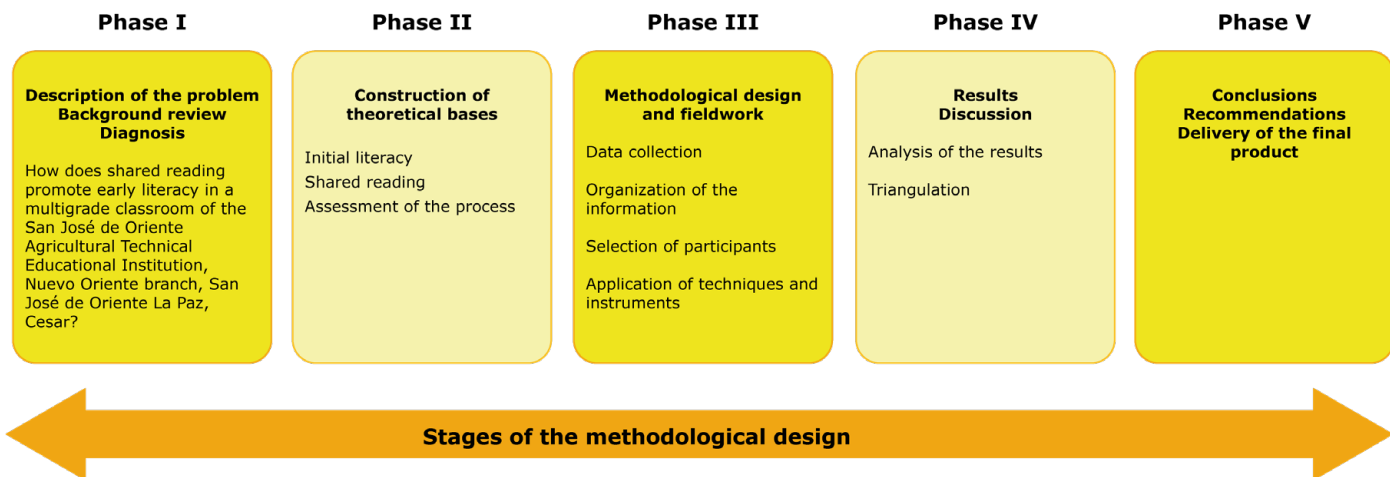 Phase I
Description of the problem
Background review
Diagnosis
How does shared reading
promote early literacy in a
multigrade classroom of the
San José de Oriente
Agricultural Technical
Educational Institution,
Nuevo Oriente branch, San
José de Oriente La Paz,
Cesar?
Phase II
Construction of
theoretical bases
Initial literacy
Shared reading
Assessment of the process
Phase III
Methodological design
and fieldwork
Data collection
Organization of the
information
Selection of participants
Application of techniques and
instruments
Phase IV
Results
Discussion
Analysis of the results
Triangulation
Phase V
Conclusions
Recommendations
Delivery of the final
product
Stages of the methodological design